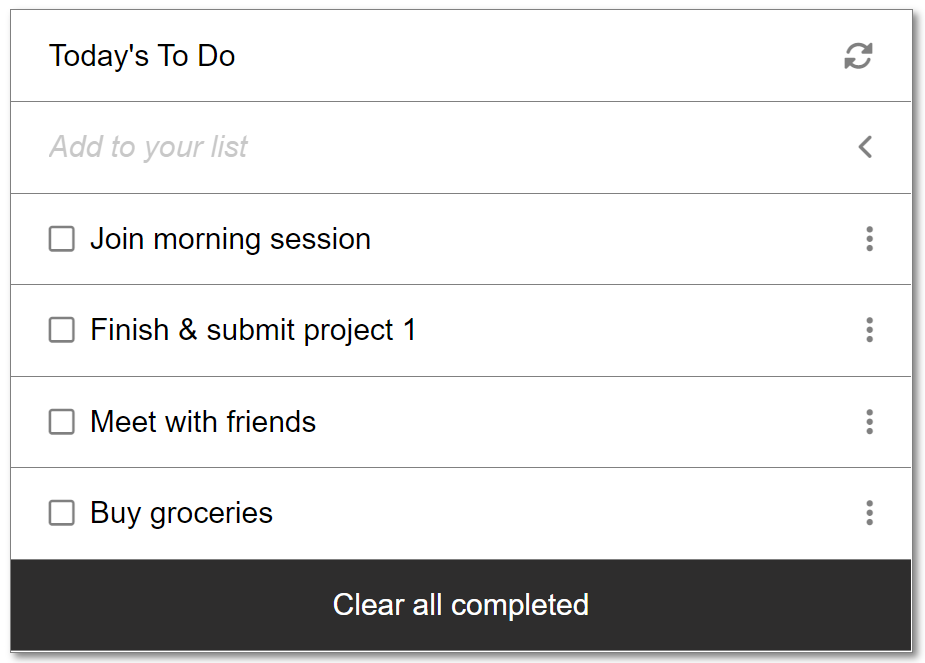 Today's To Do
Add to your list
Join morning session
Finish & submit project 1
Meet with friends
Buy groceries
Clear all completed